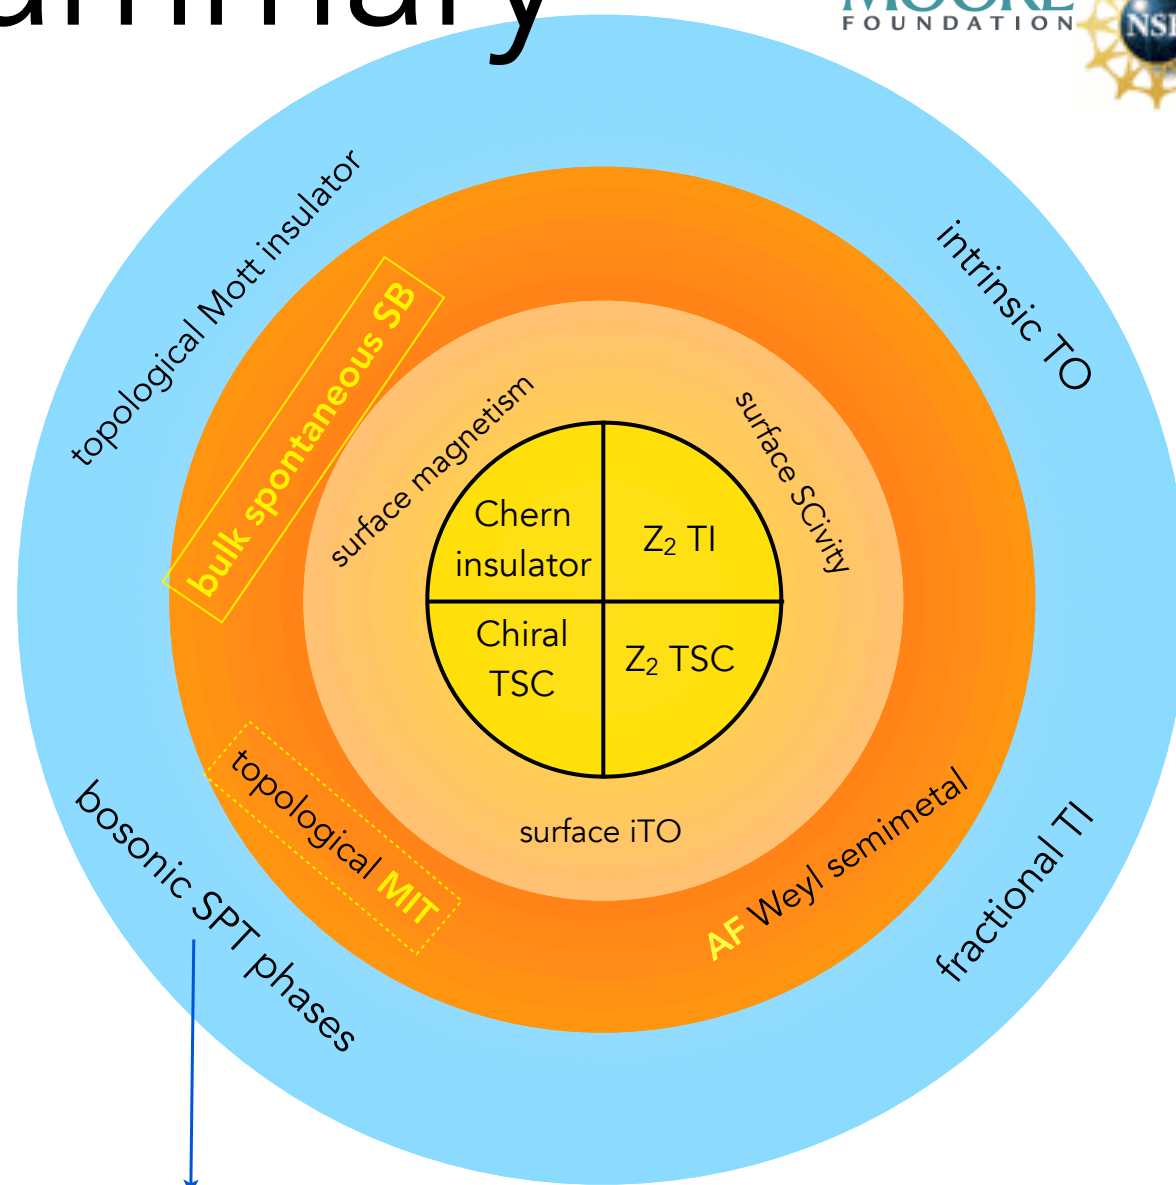 MOORE
FOUNDATION
topological Mott insulator
intrinsic TO
bulk spontaneous SB
surface magnetism
surface SCivity
Chern
insulator
Z₂ TI
Chiral
TSC
Z₂ TSC
surface iTO
topological MIT
AF Weyl semimetal
bosonic SPT phases
fractional TI